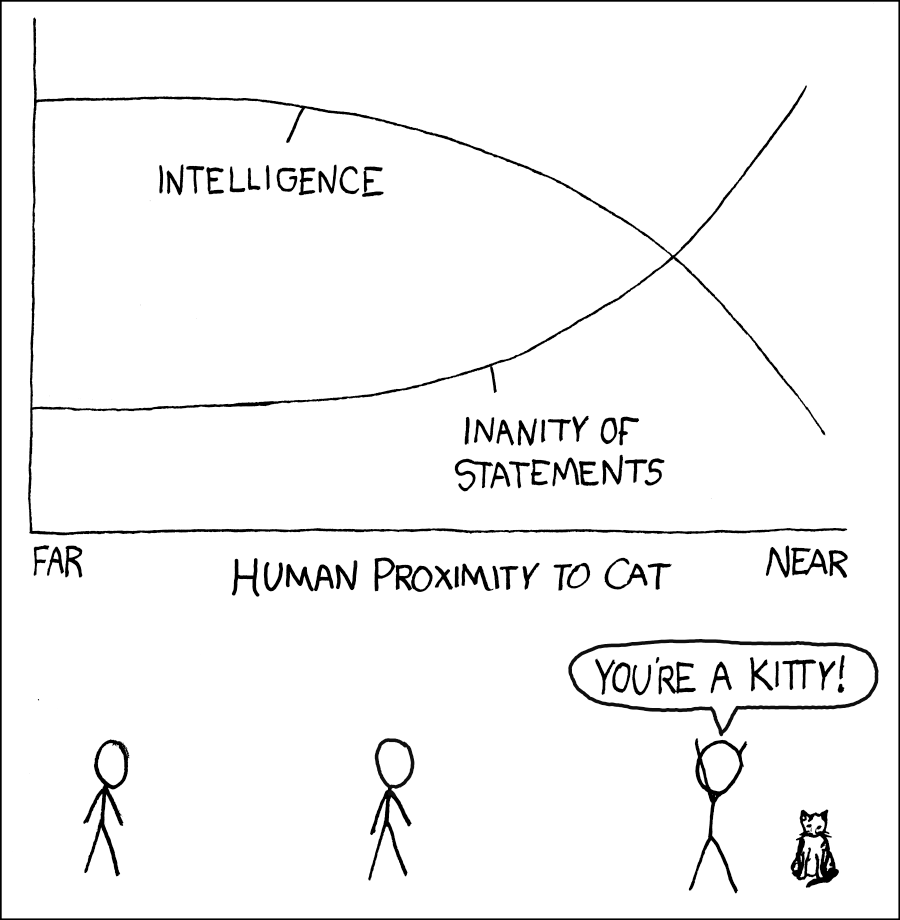 INTELLIGENCE
INANITY OF
STATEMENTS
FAR
HUMAN PROXIMITY TO CAT
NEAR
YOU'RE A KITTY!